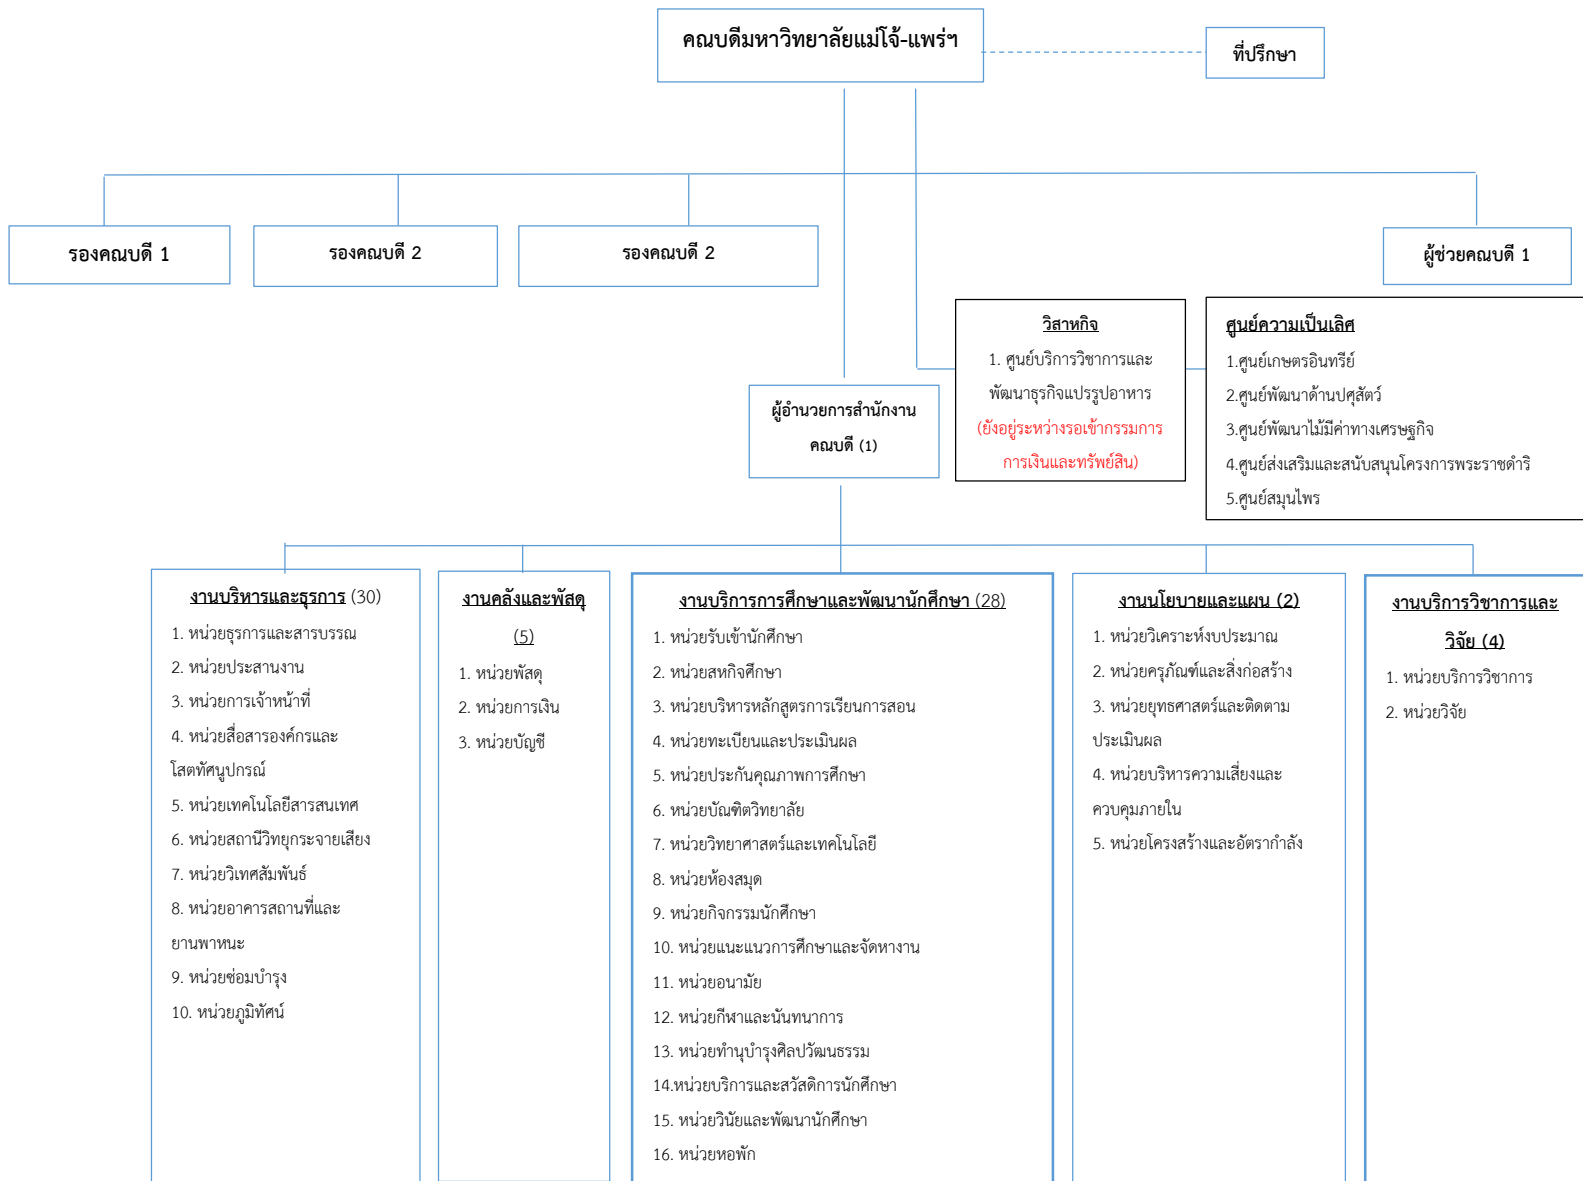 คณบดีมหาวิทยาลัยแม่โจ้-แพร่ฯ
ที่ปรึกษา
รองคณบดี 1
รองคณบดี 2
รองคณบดี 2
ผู้ช่วยคณบดี 1
วิสาหกิจ
1. ศูนย์บริการวิชาการและ
พัฒนาธุรกิจแปรรูปอาหาร
(ยังอยู่ระหว่างรอเข้ากรรมการ
การเงินและทรัพย์สิน)
ศูนย์ความเป็นเลิศ
1.ศูนย์เกษตรอินทรีย์
2.ศูนย์พัฒนาด้านปศุสัตว์
3.ศูนย์พัฒนาไม้มีค่าทางเศรษฐกิจ
4.ศูนย์ส่งเสริมและสนับสนุนโครงการพระราชดำริ
5.ศูนย์สมุนไพร
ผู้อำนวยการสำนักงาน
คณบดี (1)
งานบริหารและธุรการ (30)
1. หน่วยธุรการและสารบรรณ
2. หน่วยประสานงาน
3. หน่วยการเจ้าหน้าที่
4. หน่วยสื่อสารองค์กรและ
โสตทัศนูปกรณ์
5. หน่วยเทคโนโลยีสารสนเทศ
6. หน่วยสถานีวิทยุกระจายเสียง
7. หน่วยวิเทศสัมพันธ์
8. หน่วยอาคารสถานที่และ
ยานพาหนะ
9. หน่วยซ่อมบำรุง
10. หน่วยภูมิทัศน์
งานคลังและพัสดุ
(5)
1. หน่วยพัสดุ
2. หน่วยการเงิน
3. หน่วยบัญชี
งานบริการการศึกษาและพัฒนานักศึกษา (28)
1. หน่วยรับเข้านักศึกษา
2. หน่วยสหกิจศึกษา
3. หน่วยบริหารหลักสูตรการเรียนการสอน
4. หน่วยทะเบียนและประเมินผล
5. หน่วยประกันคุณภาพการศึกษา
6. หน่วยบัณฑิตวิทยาลัย
7. หน่วยวิทยาศาสตร์และเทคโนโลยี
8. หน่วยห้องสมุด
9. หน่วยกิจกรรมนักศึกษา
10. หน่วยแนะแนวการศึกษาและจัดหางาน
11. หน่วยอนามัย
12. หน่วยกีฬาและนันทนาการ
13. หน่วยทำนุบำรุงศิลปวัฒนธรรม
14.หน่วยบริการและสวัสดิการนักศึกษา
15. หน่วยวินัยและพัฒนานักศึกษา
16. หน่วยหอพัก
งานนโยบายและแผน (2)
1. หน่วยวิเคราะห์งบประมาณ
2. หน่วยครุภัณฑ์และสิ่งก่อสร้าง
3. หน่วยยุทธศาสตร์และติดตาม
ประเมินผล
4. หน่วยบริหารความเสี่ยงและ
ควบคุมภายใน
5. หน่วยโครงสร้างและอัตรากำลัง
งานบริการวิชาการและ
วิจัย (4)
1. หน่วยบริการวิชาการ
2. หน่วยวิจัย